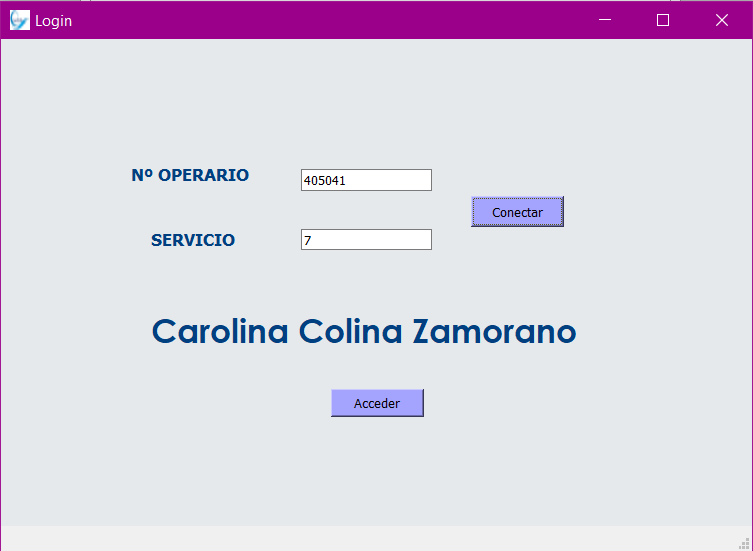 Login
Nº OPERARIO
405041
Conectar
SERVICIO
7
Carolina Colina Zamorano
Acceder